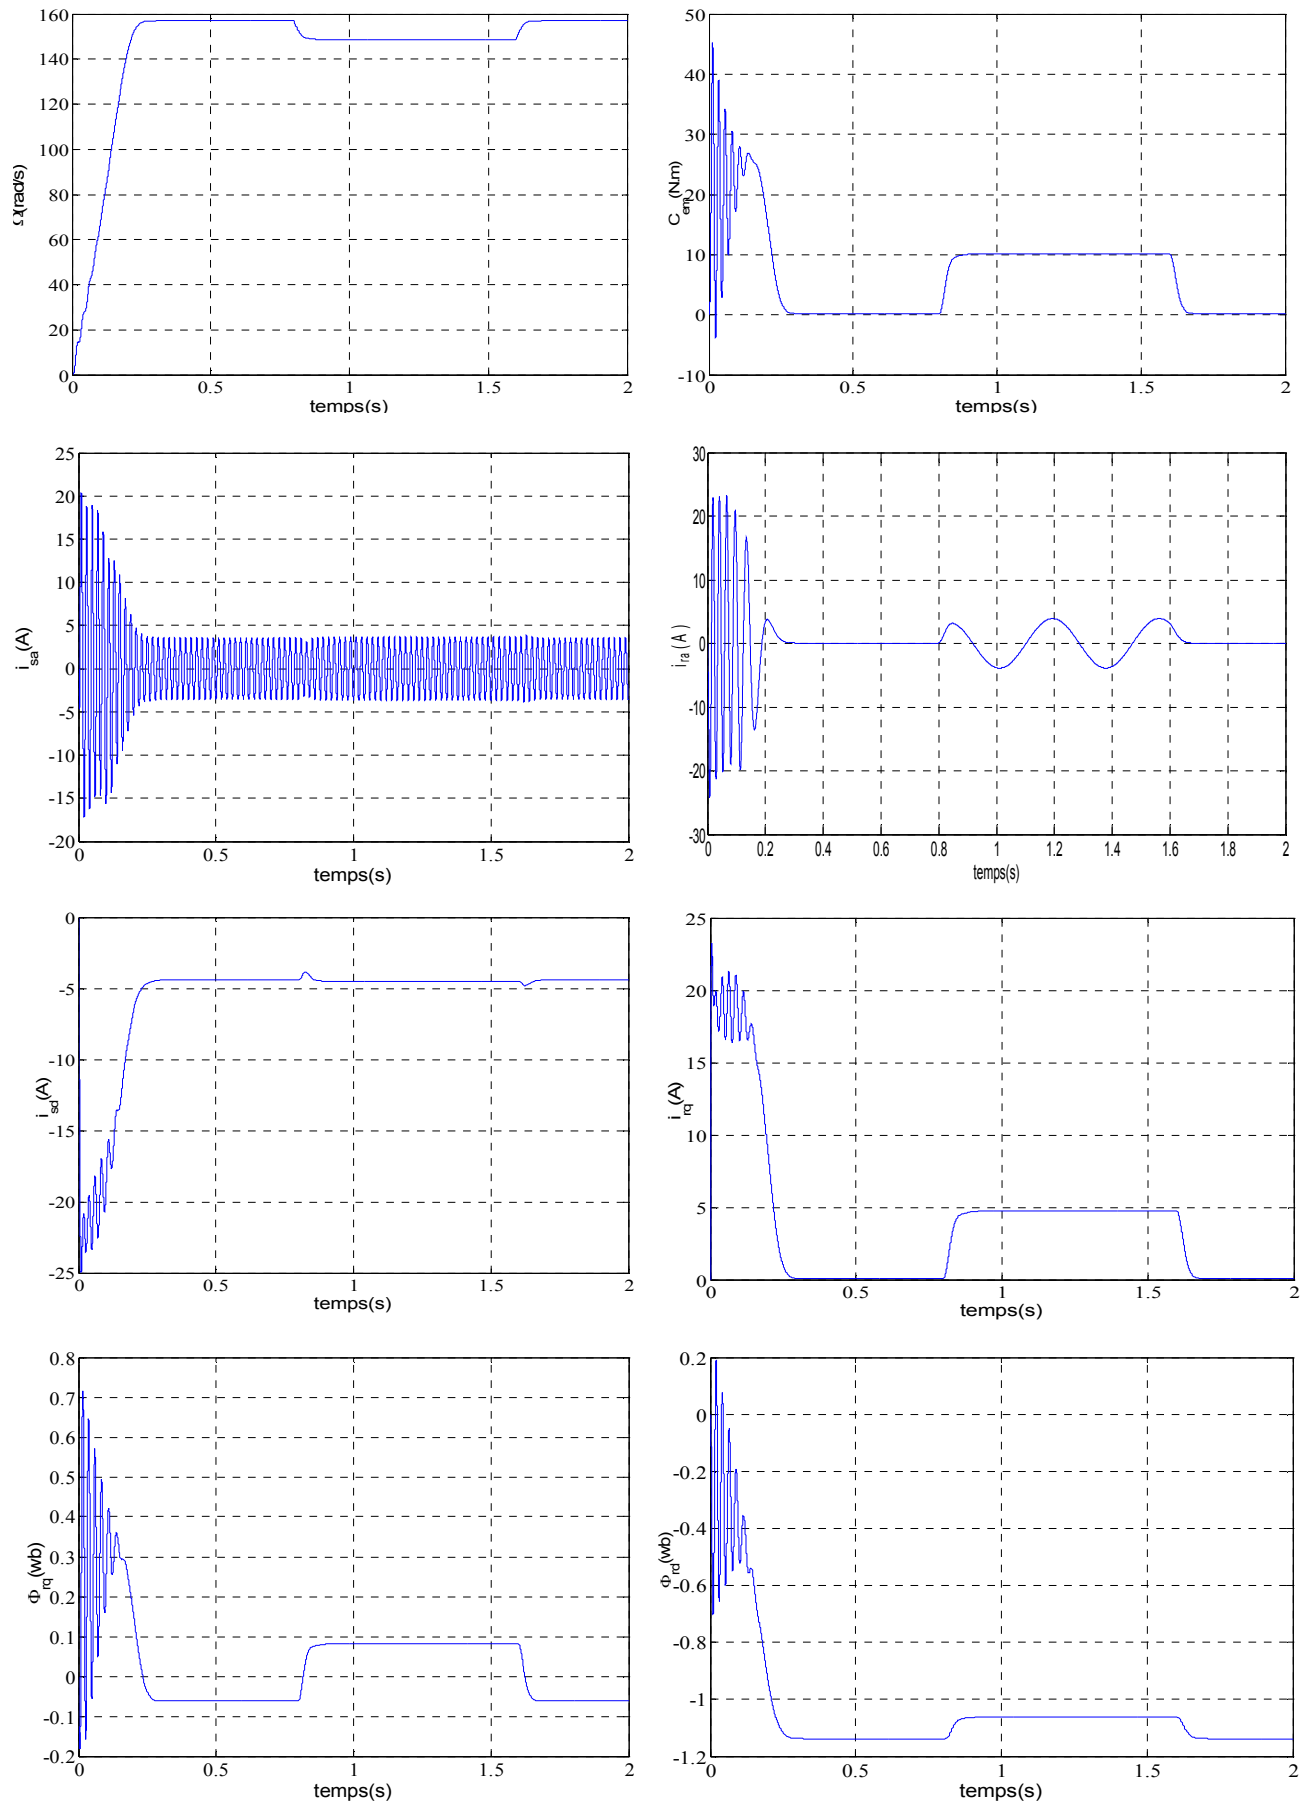 160
140
120
100
80
60
40
20
0
Ω(rad/s)
0 0.5 1 1.5 2
temps(s)
50
40
30
20
10
0
-10
C_em(N.m)
0 0.5 1 1.5 2
temps(s)
25
20
15
10
5
0
-5
-10
-15
-20
i_sa(A)
0 0.5 1 1.5 2
temps(s)
30
20
10
0
-10
-20
-30
i_ra(A)
0 0.2 0.4 0.6 0.8 1 1.2 1.4 1.6 1.8 2
temps(s)
0
-5
-10
-15
-20
-25
i_sd(A)
0 0.5 1 1.5 2
temps(s)
25
20
15
10
5
0
i_rq(A)
0 0.5 1 1.5 2
temps(s)
0.8
0.7
0.6
0.5
0.4
0.3
0.2
0.1
0
-0.1
-0.2
Φ_rq(wb)
0 0.5 1 1.5 2
temps(s)
0.2
0
-0.2
-0.4
-0.6
-0.8
-1
-1.2
Φ_rd(wb)
0 0.5 1 1.5 2
temps(s)